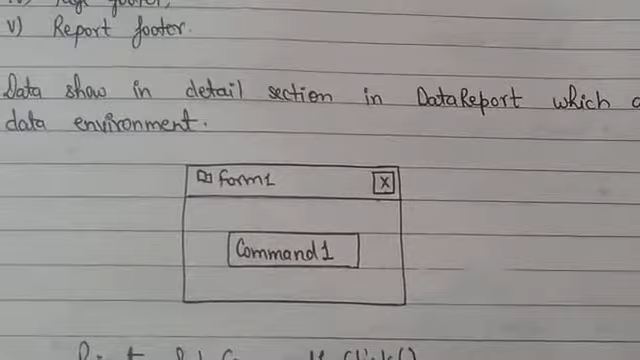 v) Report footer.
Data show in detail section in DataReport which
data environment.
Form1 X
Command1